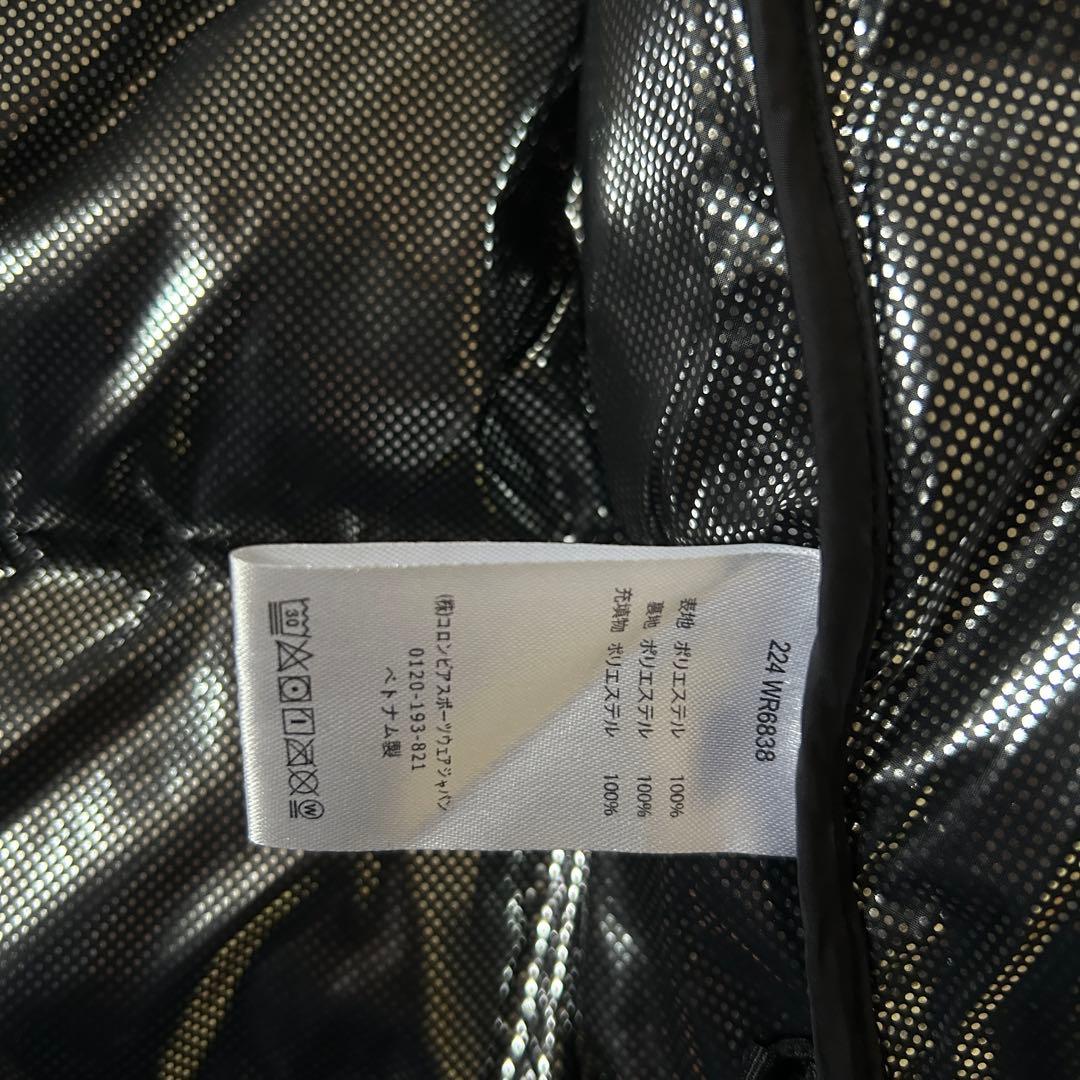 224 WR6838
表地 ポリエステル 100%
裏地 ポリエステル 100%
充填物 ポリエステル 100%
(株)コロンビアスポーツウェアジャパン
0120-193-821
ベトナム製
30
1
W